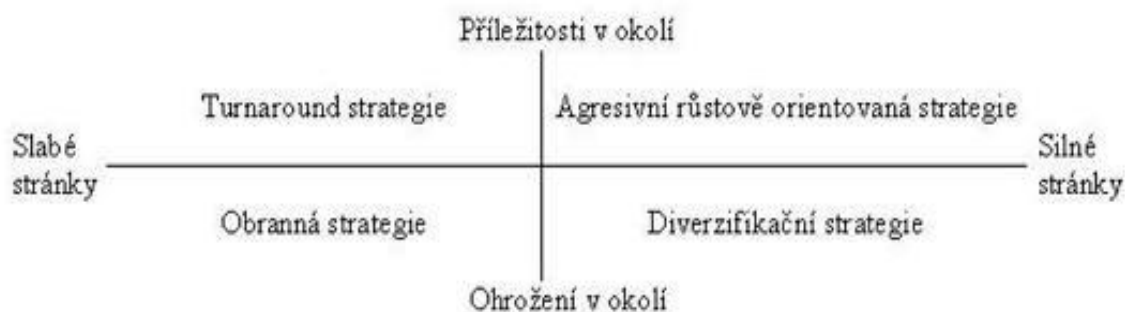 Příležitosti v okolí
Turnaround strategie
Agresivní růstově orientovaná strategie
Slabé
stránky
Silné
stránky
Obranná strategie
Diverzifikační strategie
Ohrožení v okolí